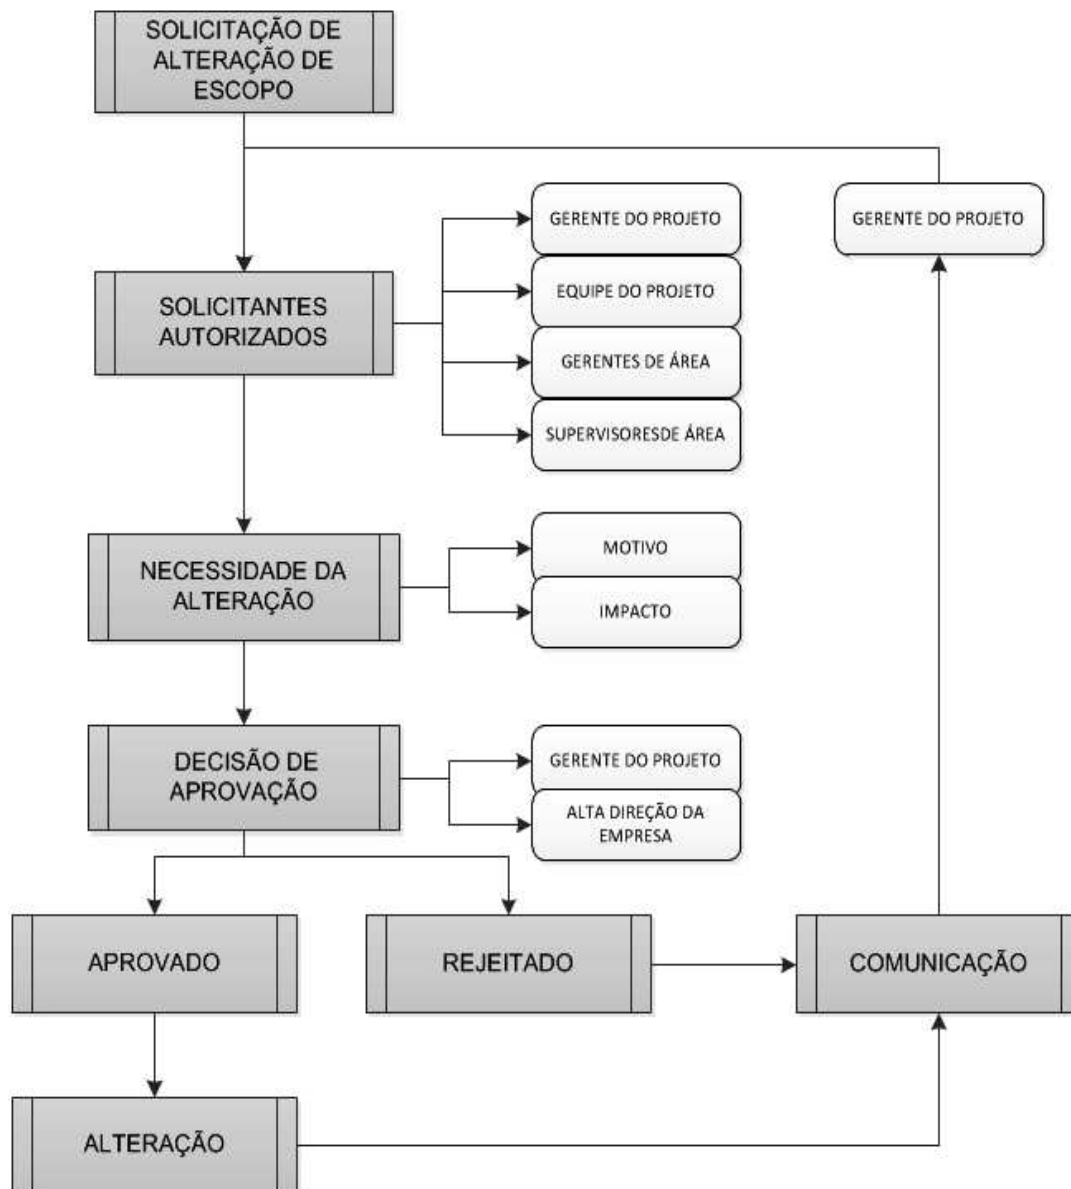 SOLICITAÇÃO DE
ALTERAÇÃO DE
ESCOPO
GERENTE DO PROJETO
GERENTE DO PROJETO
SOLICITANTES
AUTORIZADOS
EQUIPE DO PROJETO
GERENTES DE ÁREA
SUPERVISORESDE ÁREA
NECESSIDADE DA
ALTERAÇÃO
MOTIVO
IMPACTO
DECISÃO DE
APROVAÇÃO
GERENTE DO PROJETO
ALTA DIREÇÃO DA
EMPRESA
APROVADO
REJEITADO
COMUNICAÇÃO
ALTERAÇÃO